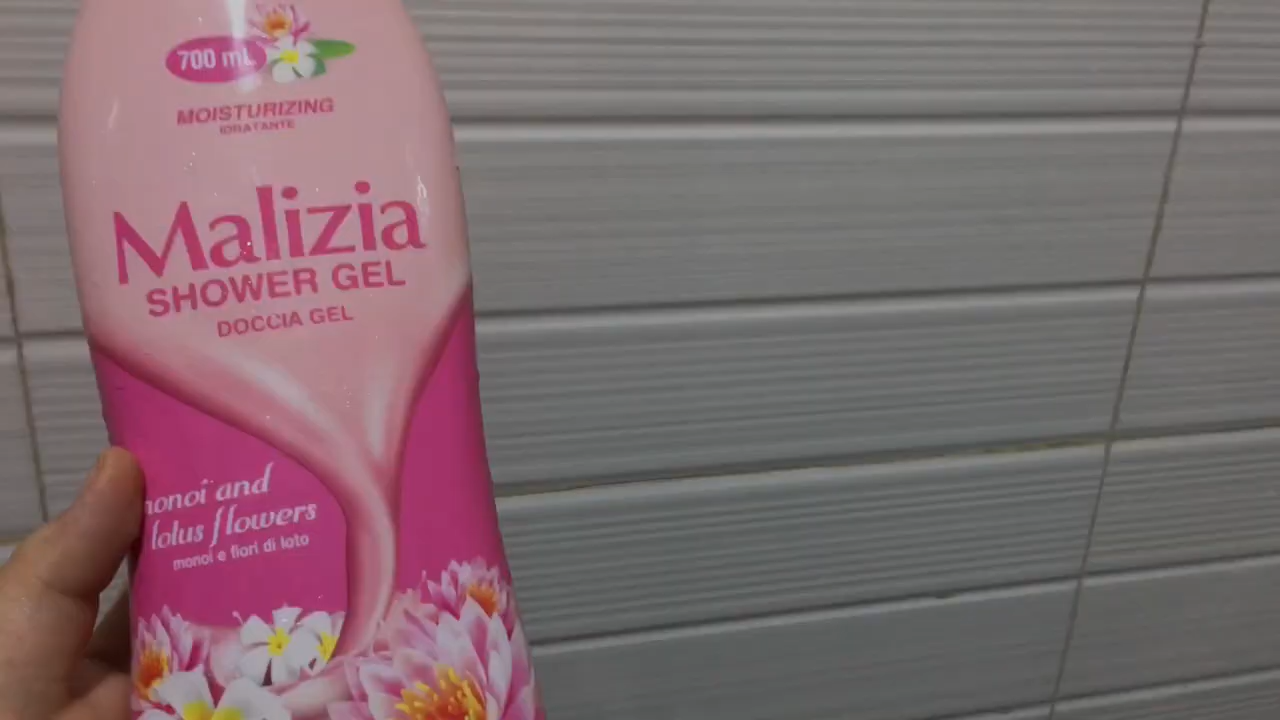 700 mL
MOISTURIZING
IDRATANTE
Malizia
SHOWER GEL
DOCCIA GEL
onoi and
lotus flowers
monoi e fiori di loto